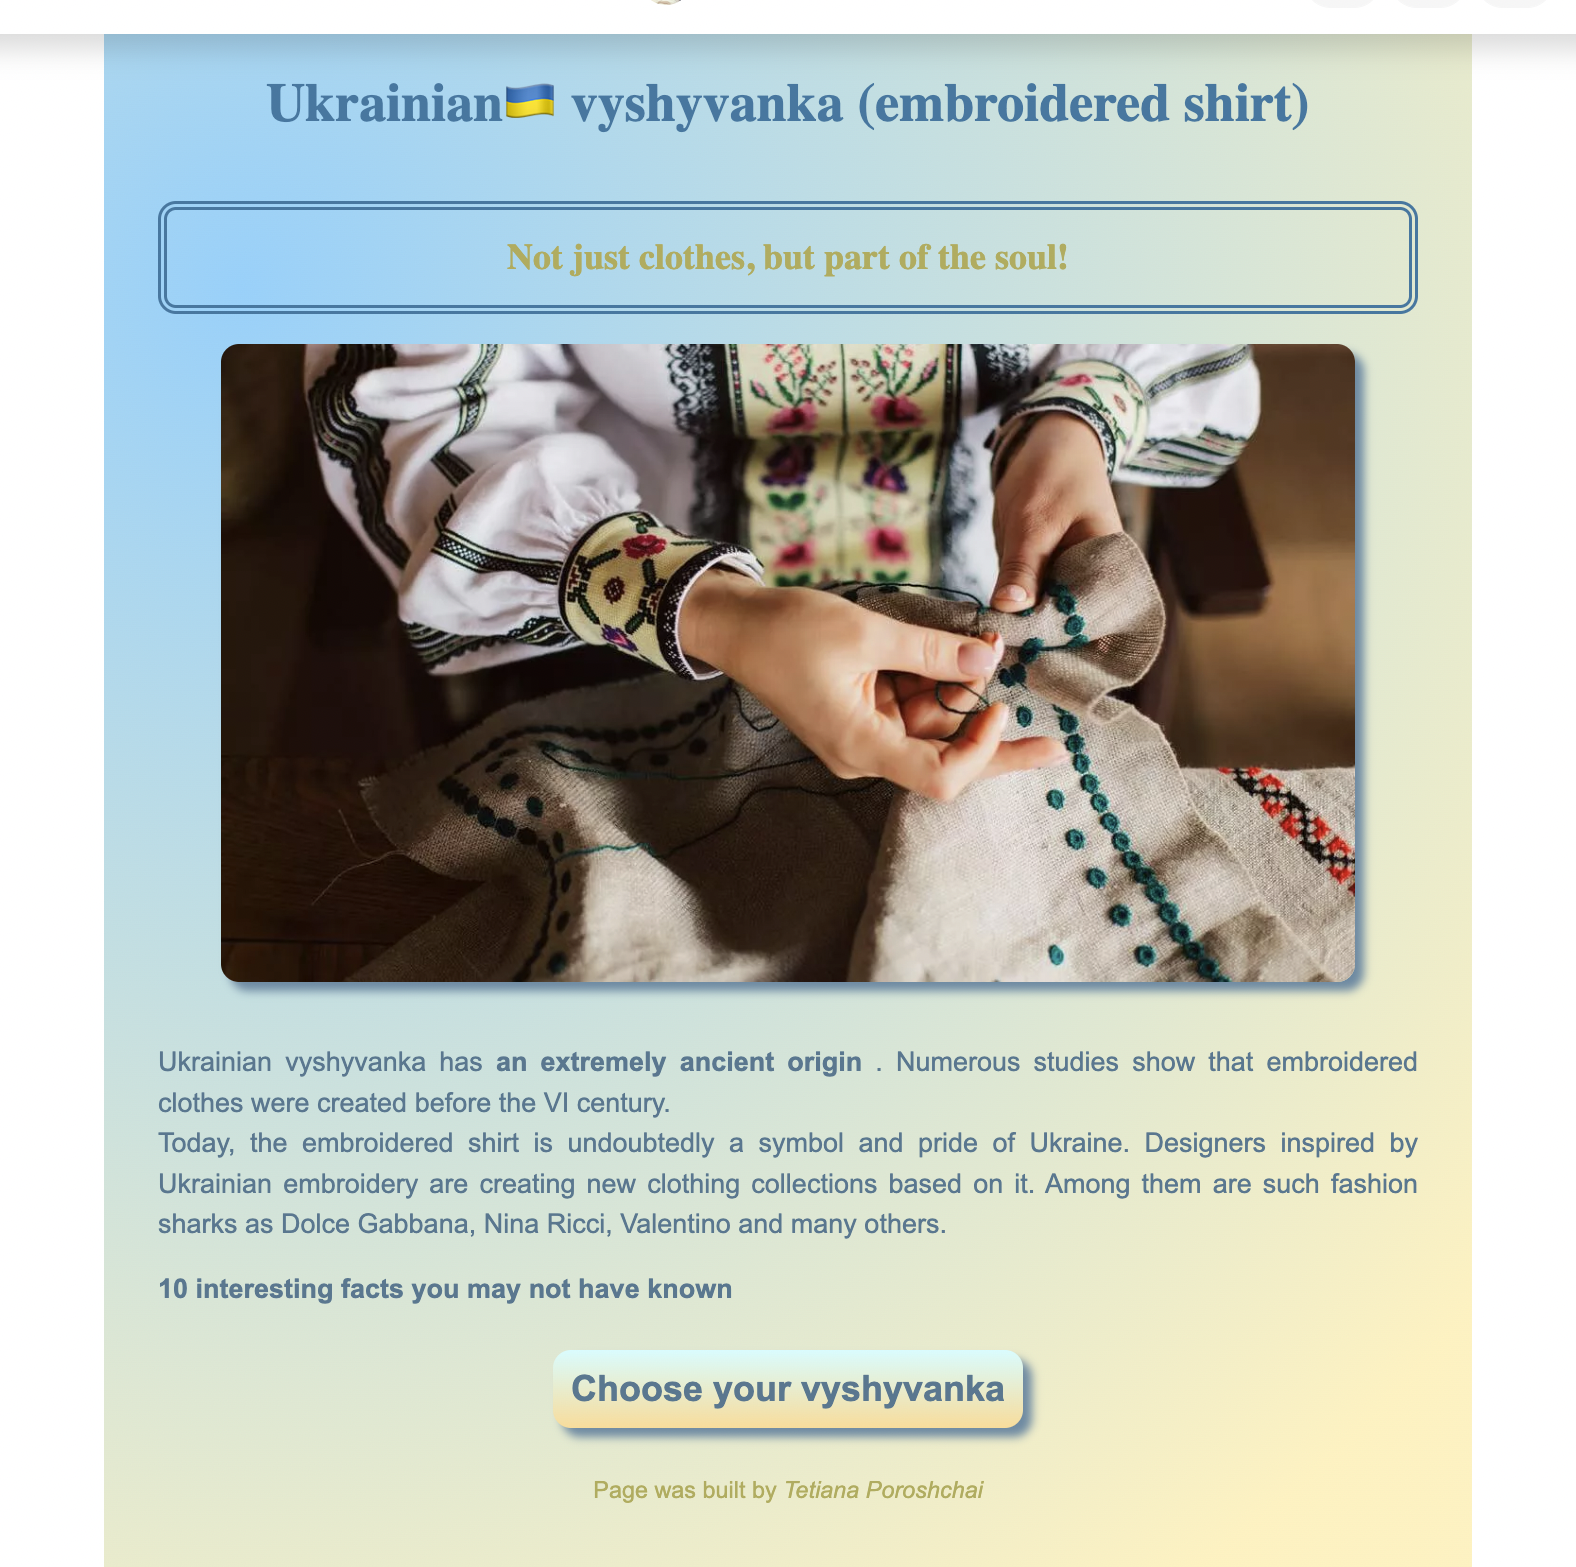 Ukrainian🇺🇦 vyshyvanka (embroidered shirt)
Not just clothes, but part of the soul!
Ukrainian vyshyvanka has an extremely ancient origin . Numerous studies show that embroidered
clothes were created before the VI century.
Today, the embroidered shirt is undoubtedly a symbol and pride of Ukraine. Designers inspired by
Ukrainian embroidery are creating new clothing collections based on it. Among them are such fashion
sharks as Dolce Gabbana, Nina Ricci, Valentino and many others.
10 interesting facts you may not have known
Choose your vyshyvanka
Page was built by Tetiana Poroshchai